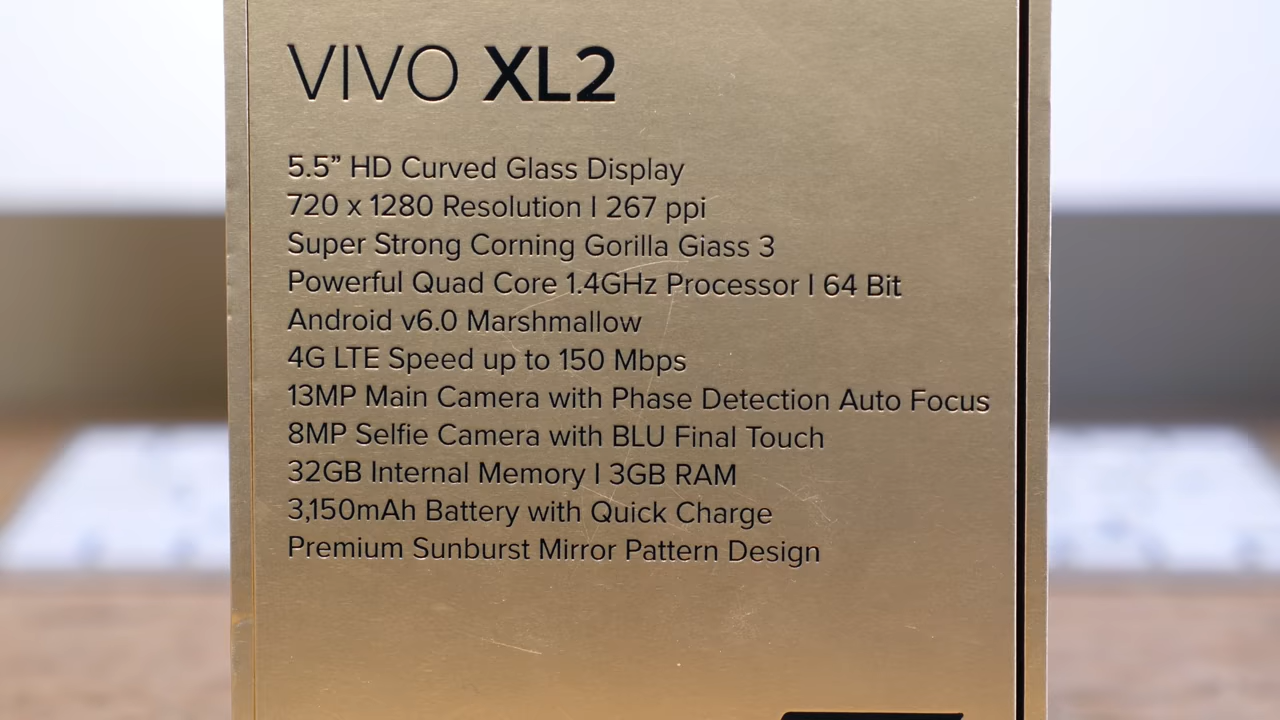 VIVO XL2
5.5” HD Curved Glass Display
720 x 1280 Resolution | 267 ppi
Super Strong Corning Gorilla Giass 3
Powerful Quad Core 1.4GHz Processor | 64 Bit
Android v6.0 Marshmallow
4G LTE Speed up to 150 Mbps
13MP Main Camera with Phase Detection Auto Focus
8MP Selfie Camera with BLU Final Touch
32GB Internal Memory | 3GB RAM
3,150mAh Battery with Quick Charge
Premium Sunburst Mirror Pattern Design